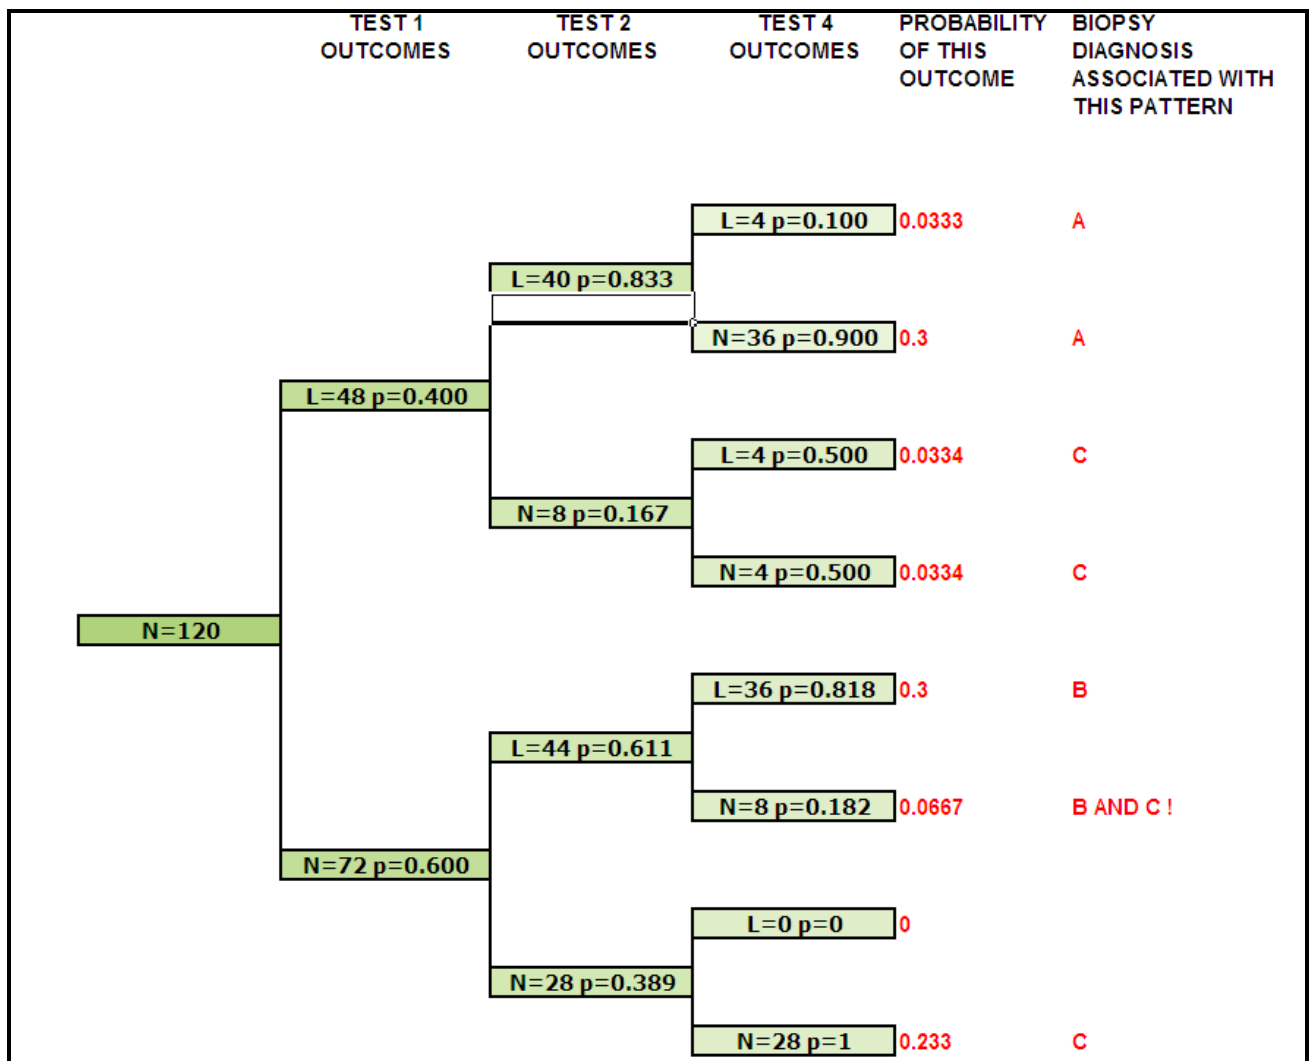 TEST 1
OUTCOMES
TEST 2
OUTCOMES
TEST 4
OUTCOMES
PROBABILITY
OF THIS
OUTCOME
BIOPSY
DIAGNOSIS
ASSOCIATED WITH
THIS PATTERN
L=4 p=0.100
0.0333
A
L=40 p=0.833
N=36 p=0.900
0.3
A
L=48 p=0.400
L=4 p=0.500
0.0334
C
N=8 p=0.167
N=4 p=0.500
0.0334
C
N=120
L=36 p=0.818
0.3
B
L=44 p=0.611
N=8 p=0.182
0.0667
B AND C !
N=72 p=0.600
L=0 p=0
0
N=28 p=0.389
N=28 p=1
0.233
C